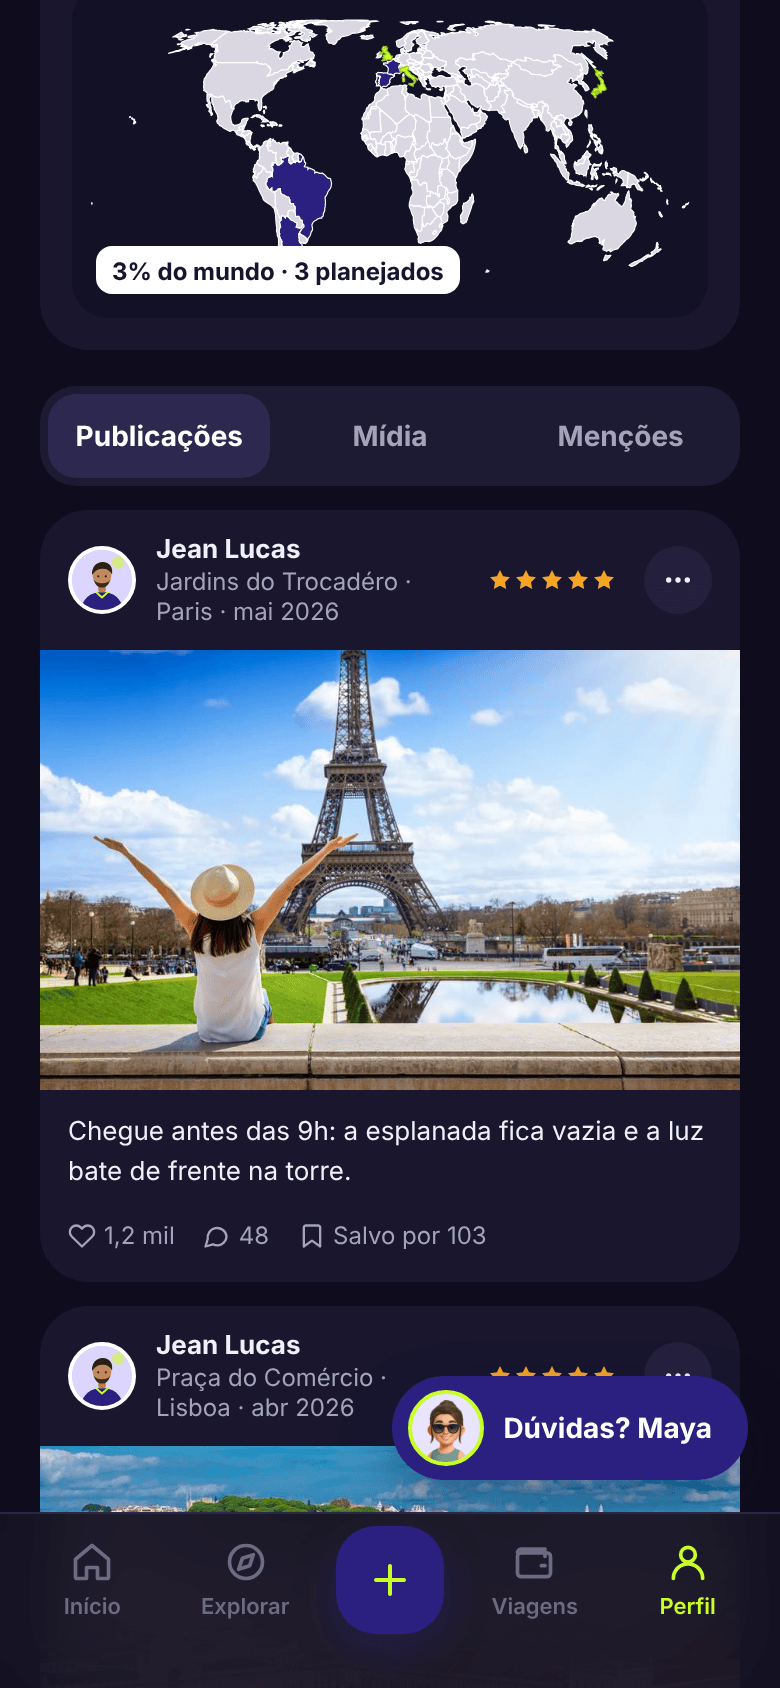 3% do mundo · 3 planejados
Publicações
Mídia
Menções
Jean Lucas
Jardins do Trocadéro ·
Paris · mai 2026
Chegue antes das 9h: a esplanada fica vazia e a luz
bate de frente na torre.
1,2 mil
48
Salvo por 103
Jean Lucas
Praça do Comércio ·
Lisboa · abr 2026
Dúvidas? Maya
Início
Explorar
Viagens
Perfil